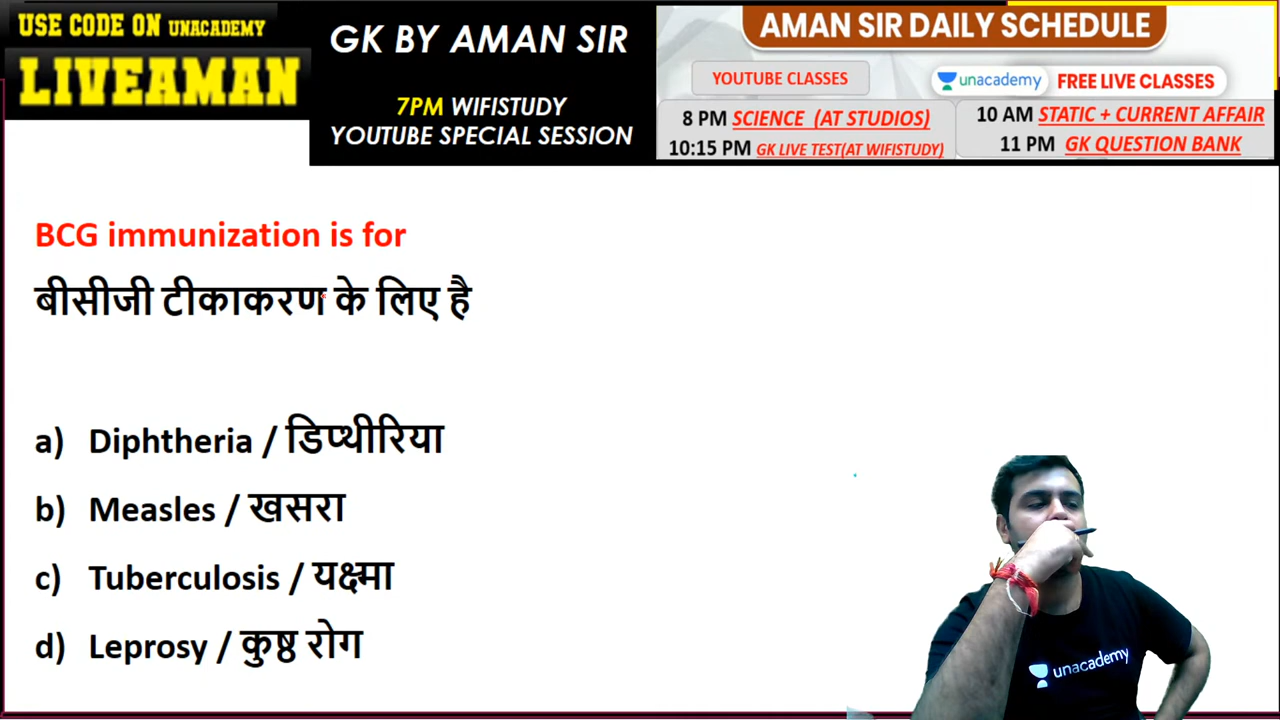 USE CODE ON UNACADEMY
LIVEAMAN
GK BY AMAN SIR
7PM WIFISTUDY
YOUTUBE SPECIAL SESSION
AMAN SIR DAILY SCHEDULE
YOUTUBE CLASSES
unacademy FREE LIVE CLASSES
8 PM SCIENCE (AT STUDIOS)
10:15 PM GK LIVE TEST(AT WIFISTUDY)
10 AM STATIC + CURRENT AFFAIR
11 PM GK QUESTION BANK
BCG immunization is for
बीसीजी टीकाकरण के लिए है
a) Diphtheria / डिप्थीरिया
b) Measles / खसरा
c) Tuberculosis / यक्ष्मा
d) Leprosy / कुष्ठ रोग
unacademy